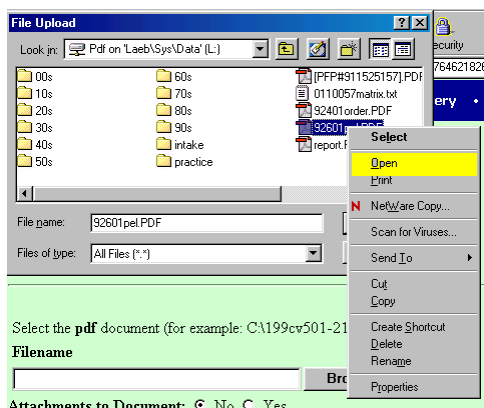 File Upload
Look in: Pdf on 'Laeb\Sys\Data' (L:)
ecurity
764621826
ery •
00s
10s
20s
30s
40s
50s
60s
70s
80s
90s
intake
practice
[PFP#911525157].PDF
0110057matrix.txt
92401order.PDF
92601pel.PDF
report.
Select
Open
Print
NetWare Copy...
Scan for Viruses...
Send To
Cut
Copy
Create Shortcut
Delete
Rename
Properties
File name: 92601pel.PDF
Files of type: All Files (*.*)
Select the pdf document (for example: C:\199cv501-21
Filename
Bro
Attachments to Document: No Yes